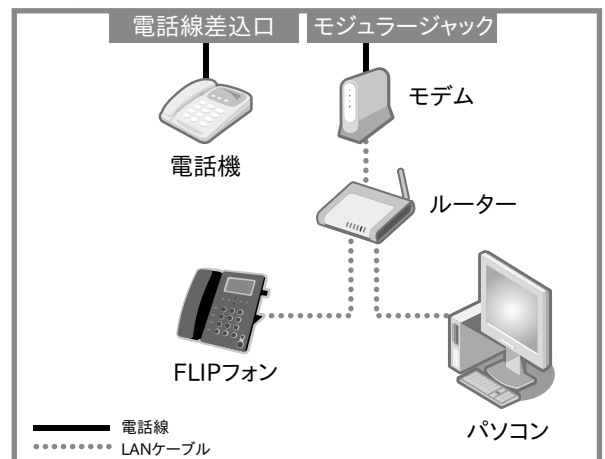 電話線差込口
モジュラージャック
モデム
電話機
ルーター
FLIPフォン
パソコン
電話線
LANケーブル